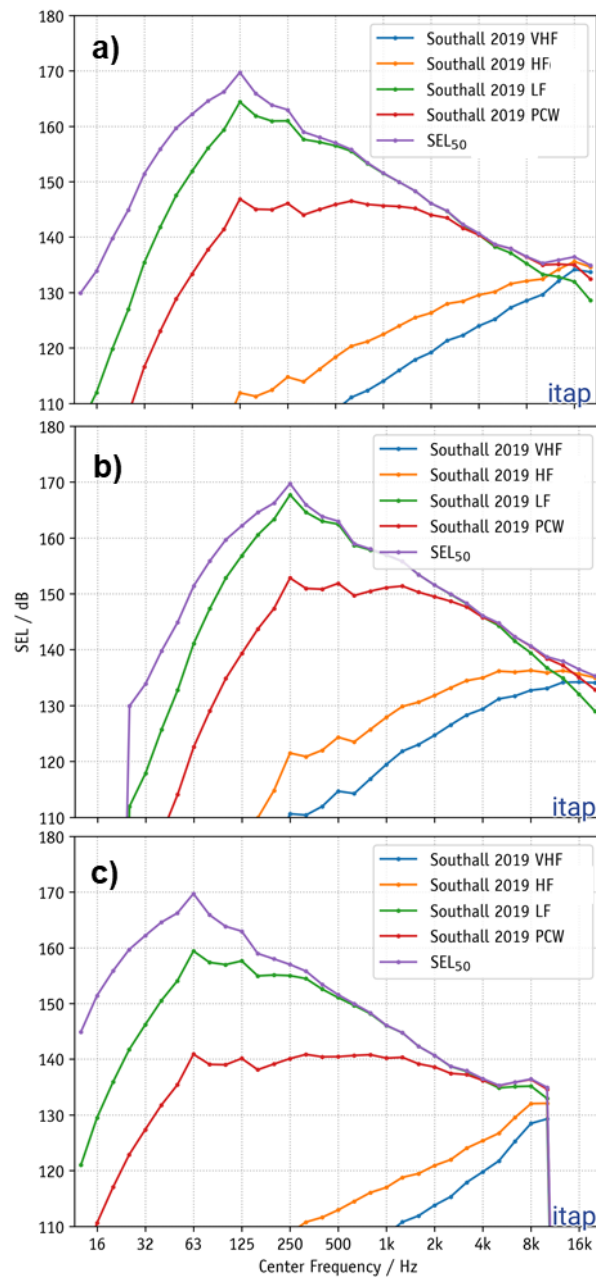 180
a)
170
160
150
140
130
120
110
Southall 2019 VHF
Southall 2019 HF
Southall 2019 LF
Southall 2019 PCW
SEL50
itap
180
b)
170
160
150
140
130
120
110
SEL / dB
Southall 2019 VHF
Southall 2019 HF
Southall 2019 LF
Southall 2019 PCW
SEL50
itap
180
c)
170
160
150
140
130
120
110
Southall 2019 VHF
Southall 2019 HF
Southall 2019 LF
Southall 2019 PCW
SEL50
itap
16 32 63 125 250 500 1k 2k 4k 8k 16k
Center Frequency / Hz